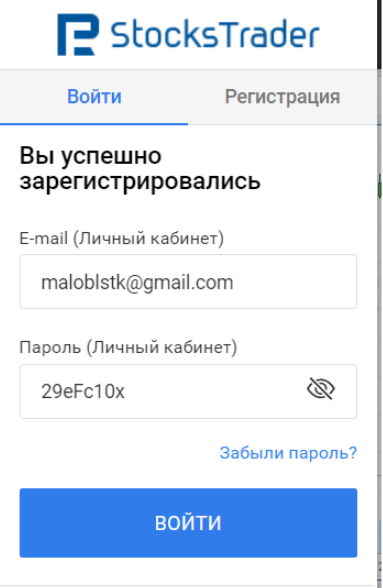 StocksTrader
Войти Регистрация
Вы успешно
зарегистрировались
E-mail (Личный кабинет)
maloblstk@gmail.com
Пароль (Личный кабинет)
29eFc10x
Забыли пароль?
ВОЙТИ